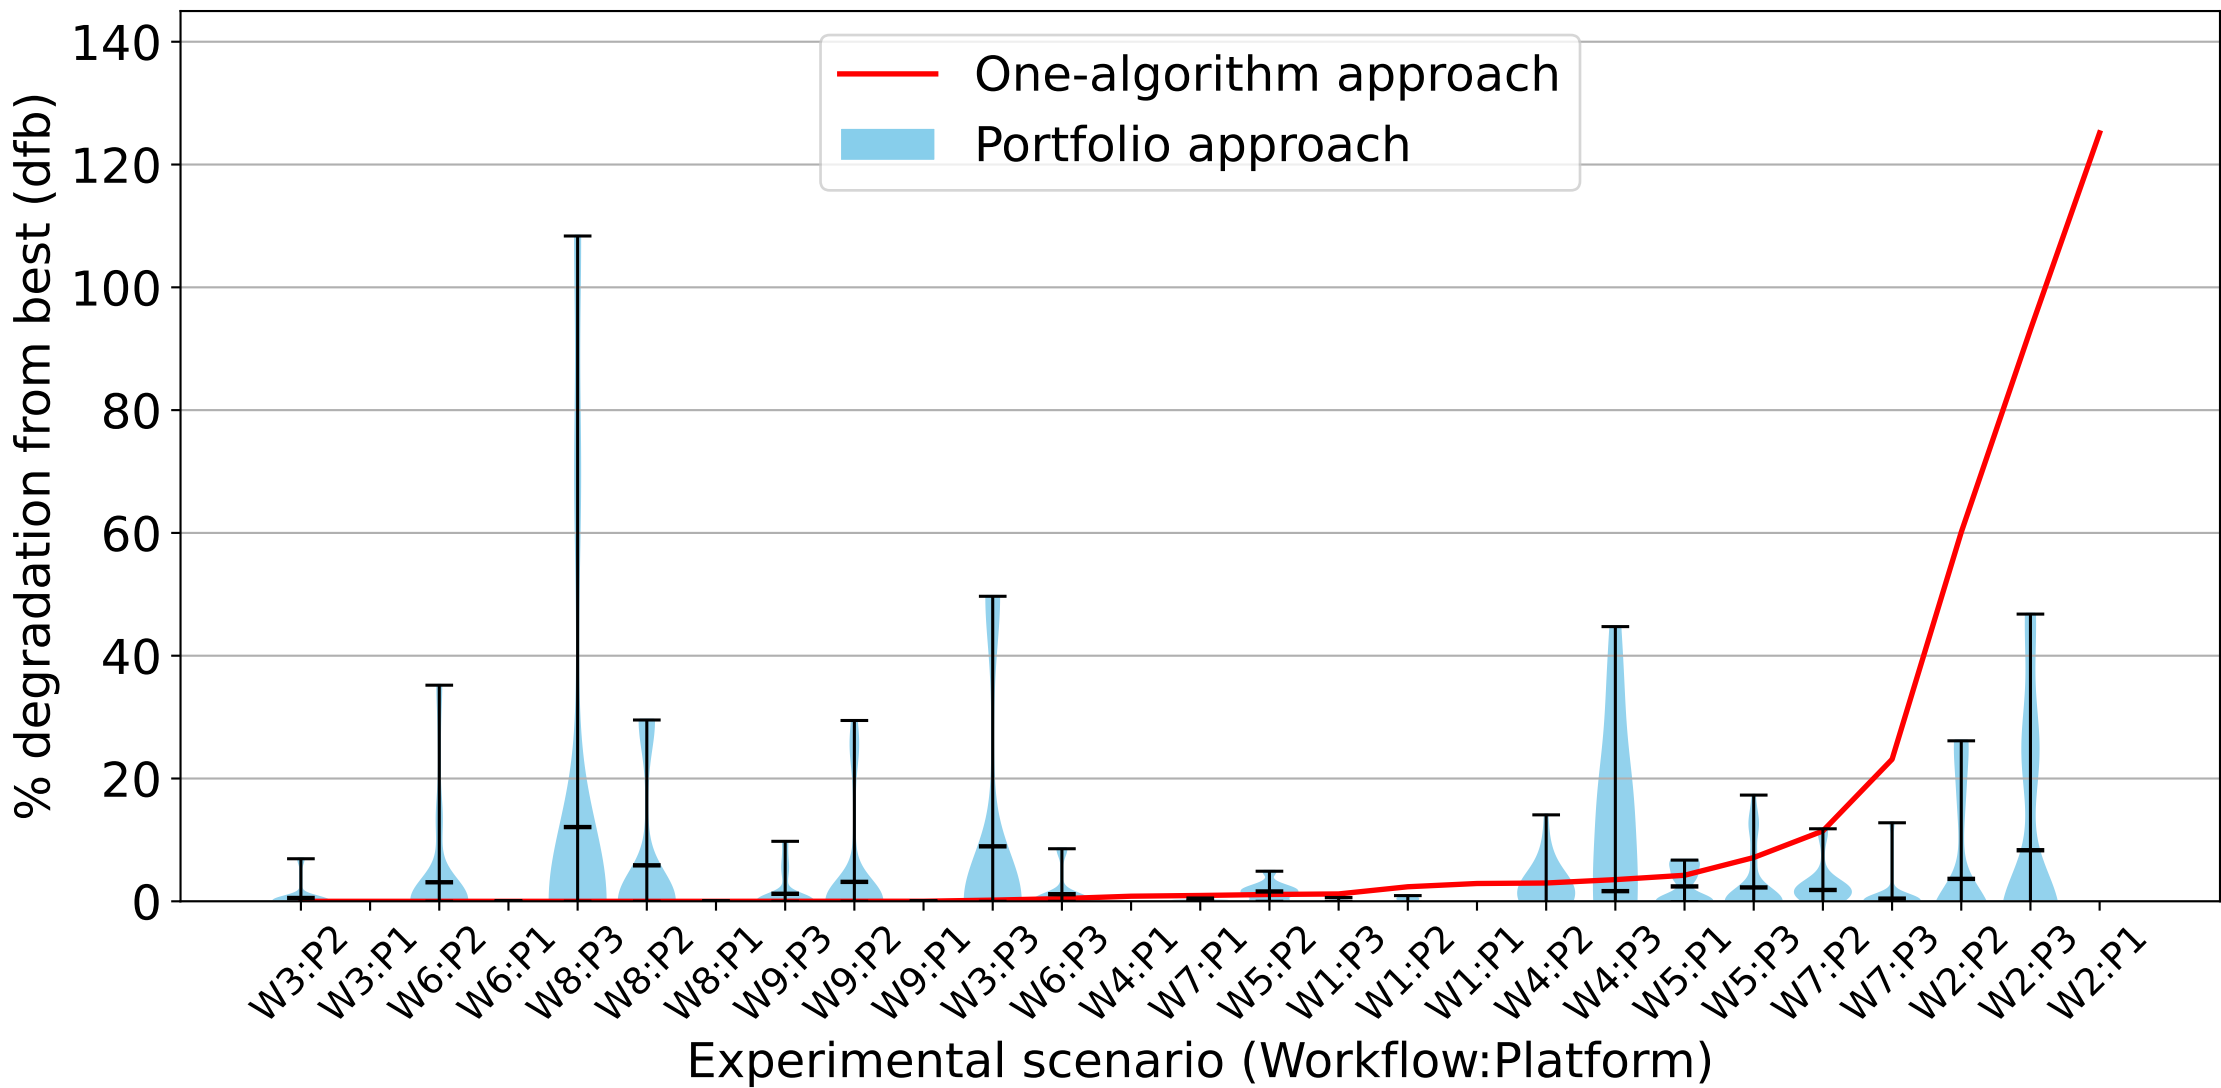 % degradation from best (dfb)
140
120
100
80
60
40
20
0
One-algorithm approach
Portfolio approach
W3:P2
W3:P1
W6:P2
W6:P1
W8:P3
W8:P2
W8:P1
W9:P3
W9:P2
W9:P1
W3:P3
W6:P3
W4:P1
W7:P1
W5:P2
W1:P3
W1:P2
W1:P1
W4:P2
W4:P3
W5:P1
W5:P3
W7:P2
W7:P3
W2:P2
W2:P3
W2:P1
Experimental scenario (Workflow:Platform)